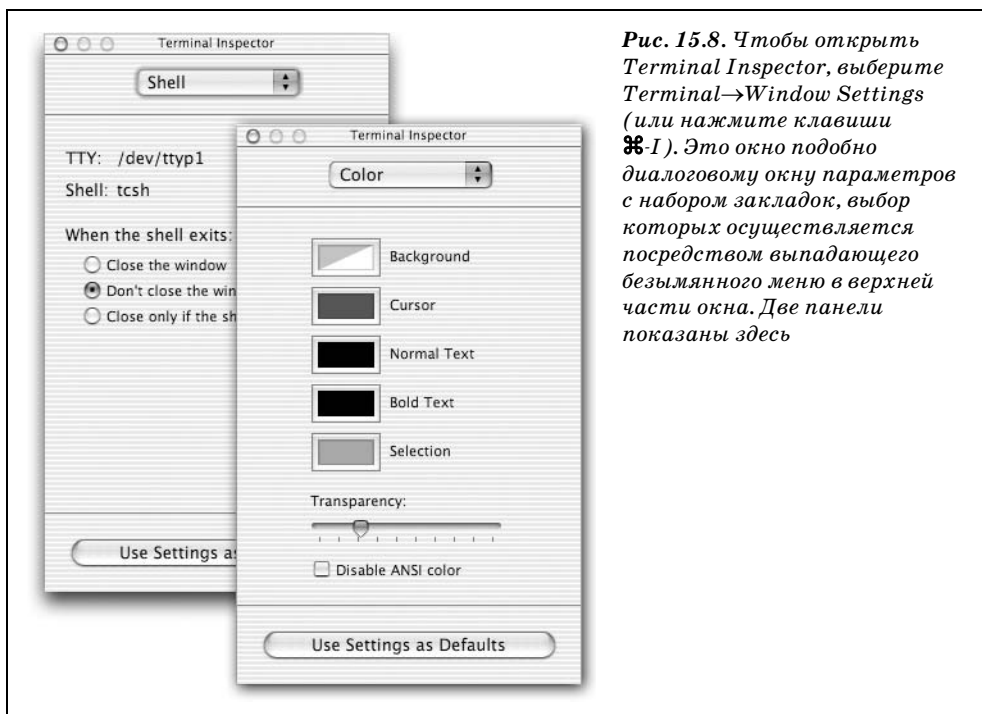 Terminal Inspector
Shell
TTY: /dev/ttyp1
Shell: tcsh
When the shell exits:
Close the window
Don't close the win
Close only if the sh
Use Settings as
Terminal Inspector
Color
Background
Cursor
Normal Text
Bold Text
Selection
Transparency:
Disable ANSI color
Use Settings as Defaults
Рис. 15.8. Чтобы открыть
Terminal Inspector, выберите
Terminal→Window Settings
(или нажмите клавиши
⌘-I). Это окно подобно
диалоговому окну параметров
с набором закладок, выбор
которых осуществляется
посредством выпадающего
безымянного меню в верхней
части окна. Две панели
показаны здесь